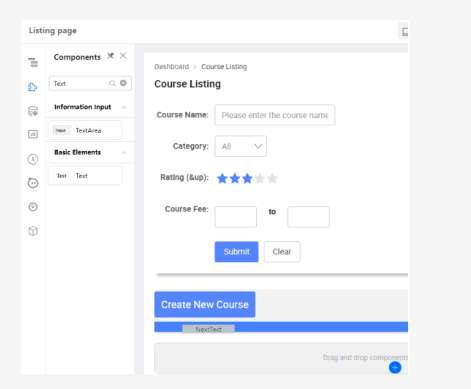 Listing page
Components
Text
Information Input
Input TextArea
Basic Elements
Text Text
Dashboard > Course Listing
Course Listing
Course Name: Please enter the course name
Category: All
Rating (&up):
Course Fee: to
Submit Clear
Create New Course
NextText
Drag and drop components